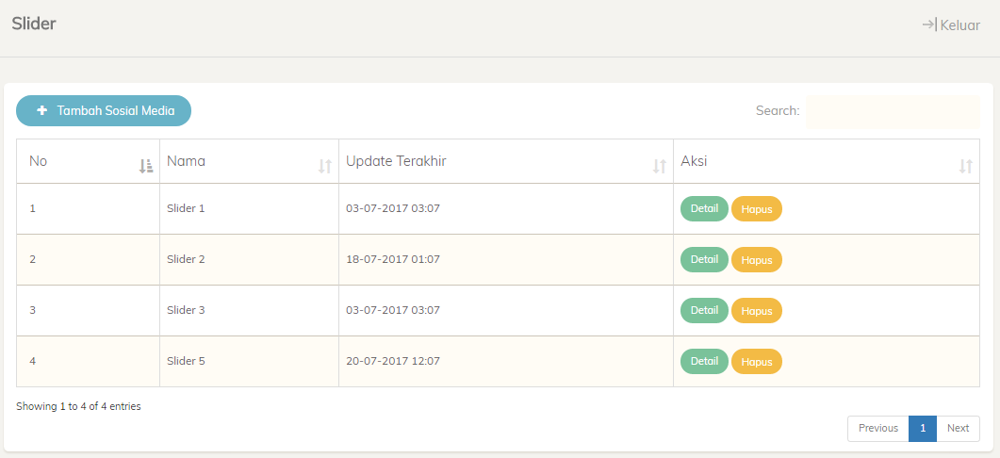 Slider
Keluar
Tambah Sosial Media
Search:
No Nama Update Terakhir Aksi
1 Slider 1 03-07-2017 03:07 Detail Hapus
2 Slider 2 18-07-2017 01:07 Detail Hapus
3 Slider 3 03-07-2017 03:07 Detail Hapus
4 Slider 5 20-07-2017 12:07 Detail Hapus
Showing 1 to 4 of 4 entries
Previous 1 Next